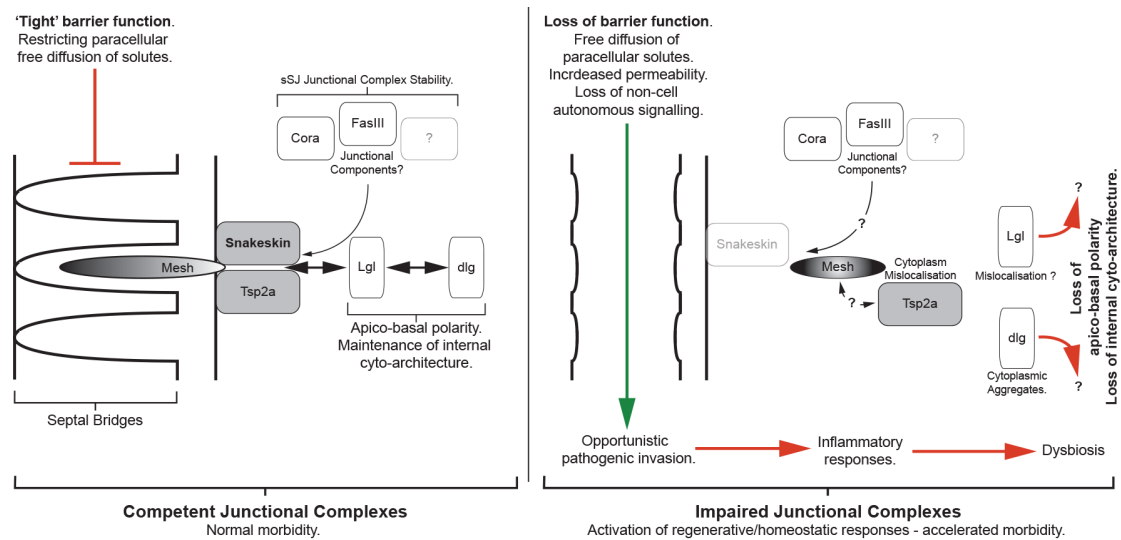 ‘Tight’ barrier function.
Restricting paracellular
free diffusion of solutes.
sSJ Junctional Complex Stability.
Cora
FasIII
?
Junctional
Components?
Snakeskin
Mesh
Tsp2a
Lgl
dlg
Apico-basal polarity.
Maintenance of internal
cyto-architecture.
Septal Bridges
Competent Junctional Complexes
Normal morbidity.
Loss of barrier function.
Free diffusion of
paracellular solutes.
Incrdeased permeability.
Loss of non-cell
autonomous signalling.
Cora
FasIII
?
Junctional
Components?
?
Snakeskin
Mesh
Cytoplasm
Mislocalisation
?
Tsp2a
Lgl
Mislocalisation ?
?
dlg
Cytoplasmic
Aggregates.
?
Loss of
apico-basal polarity
Loss of internal cyto-architecture.
Opportunistic
pathogenic invasion.
Inflammatory
responses.
Dysbiosis
Impaired Junctional Complexes
Activation of regenerative/homeostatic responses - accelerated morbidity.